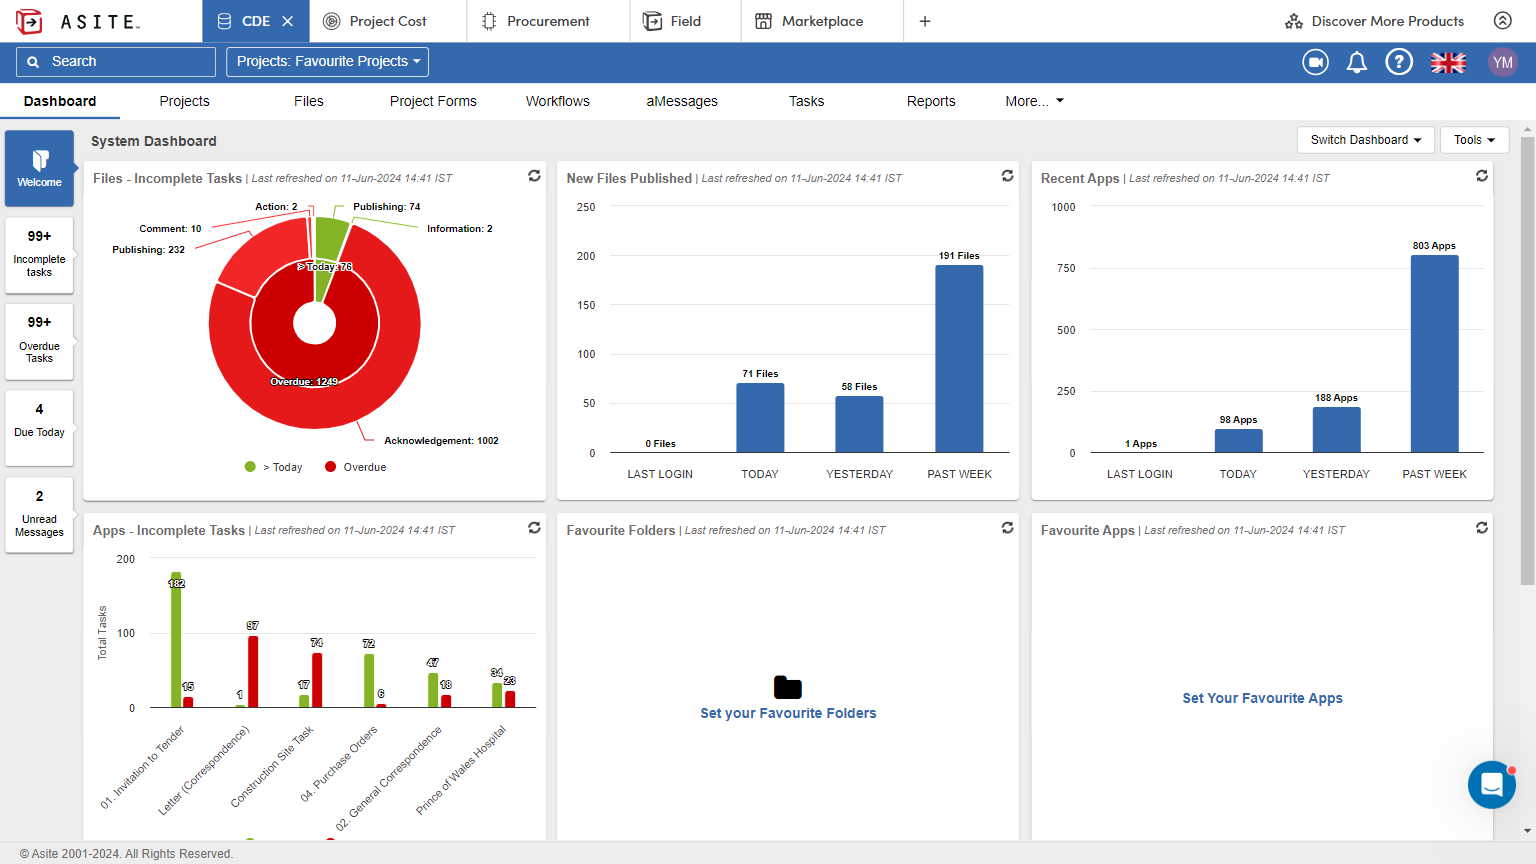 ASITE
CDE
Project Cost
Procurement
Field
Marketplace
Discover More Products
Search
Projects: Favourite Projects
YM
Dashboard
Projects
Files
Project Forms
Workflows
aMessages
Tasks
Reports
More...
Welcome
99+
Incomplete
tasks
99+
Overdue
Tasks
4
Due Today
2
Unread
Messages
System Dashboard
Switch Dashboard
Tools
Files - Incomplete Tasks | Last refreshed on 11-Jun-2024 14:41 IST
Action: 2
Publishing: 74
Comment: 10
Information: 2
Publishing: 232
> Today: 76
Overdue: 1249
Acknowledgement: 1002
> Today
Overdue
New Files Published | Last refreshed on 11-Jun-2024 14:41 IST
250
200
150
100
50
0
0 Files
71 Files
58 Files
191 Files
LAST LOGIN
TODAY
YESTERDAY
PAST WEEK
Recent Apps | Last refreshed on 11-Jun-2024 14:41 IST
1000
750
500
250
0
1 Apps
98 Apps
188 Apps
803 Apps
LAST LOGIN
TODAY
YESTERDAY
PAST WEEK
Apps - Incomplete Tasks | Last refreshed on 11-Jun-2024 14:41 IST
Total Tasks
200
100
0
182
15
1
97
17
74
72
6
47
18
34
23
01. Invitation to Tender
Letter (Correspondence)
Construction Site Task
04. Purchase Orders
02. General Correspondence
Prince of Wales Hospital
Favourite Folders | Last refreshed on 11-Jun-2024 14:41 IST
Set your Favourite Folders
Favourite Apps | Last refreshed on 11-Jun-2024 14:41 IST
Set Your Favourite Apps
© Asite 2001-2024. All Rights Reserved.